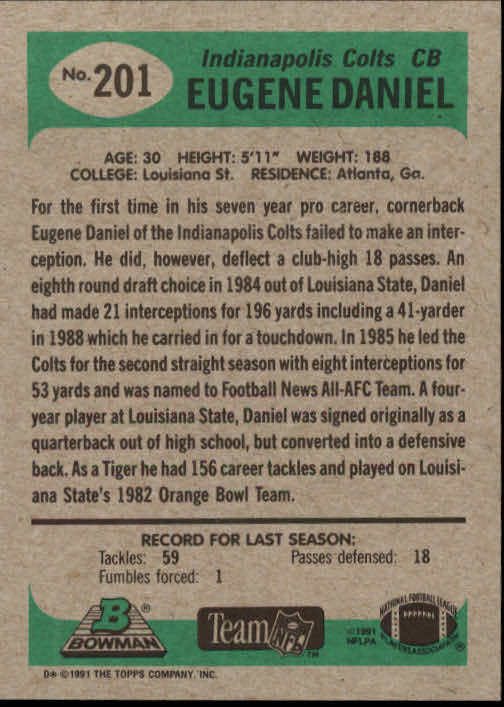 No. 201
Indianapolis Colts CB
EUGENE DANIEL
AGE: 30 HEIGHT: 5'11" WEIGHT: 188
COLLEGE: Louisiana St. RESIDENCE: Atlanta, Ga.
For the first time in his seven year pro career, cornerback
Eugene Daniel of the Indianapolis Colts failed to make an inter-
ception. He did, however, deflect a club-high 18 passes. An
eighth round draft choice in 1984 out of Louisiana State, Daniel
had made 21 interceptions for 196 yards including a 41-yarder
in 1988 which he carried in for a touchdown. In 1985 he led the
Colts for the second straight season with eight interceptions for
53 yards and was named to Football News All-AFC Team. A four-
year player at Louisiana State, Daniel was signed originally as a
quarterback out of high school, but converted into a defensive
back. As a Tiger he had 156 career tackles and played on Louisi-
ana State's 1982 Orange Bowl Team.
RECORD FOR LAST SEASON:
Tackles: 59 Passes defensed: 18
Fumbles forced: 1
B ®
BOWMAN
Team NFL ™
©1991
NFLPA
NATIONAL FOOTBALL LEAGUE
PLAYERS ASSOCIATION ®
D* ©1991 THE TOPPS COMPANY, INC.